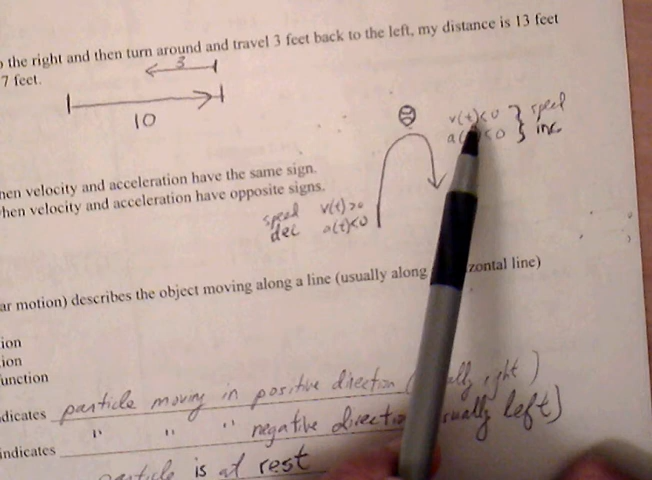 the right and then turn around and travel 3 feet back to the left, my distance is 13 feet
7 feet.
3
10
v(t)<0 } speed
a( <0 } inc.
hen velocity and acceleration have the same sign.
hen velocity and acceleration have opposite signs.
speed v(t)>0
dec a(t)<0
ar motion) describes the object moving along a line (usually along zontal line)
ion
ion
unction
dicates particle moving in positive direction ( ally right )
indicates " " " negative direction usually left)
particle is at rest